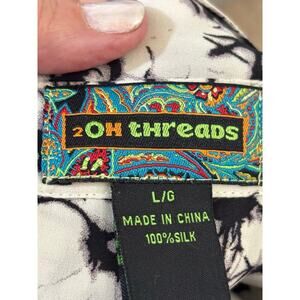 2OH tHREADS
L/G
MADE IN CHINA
100%SILK